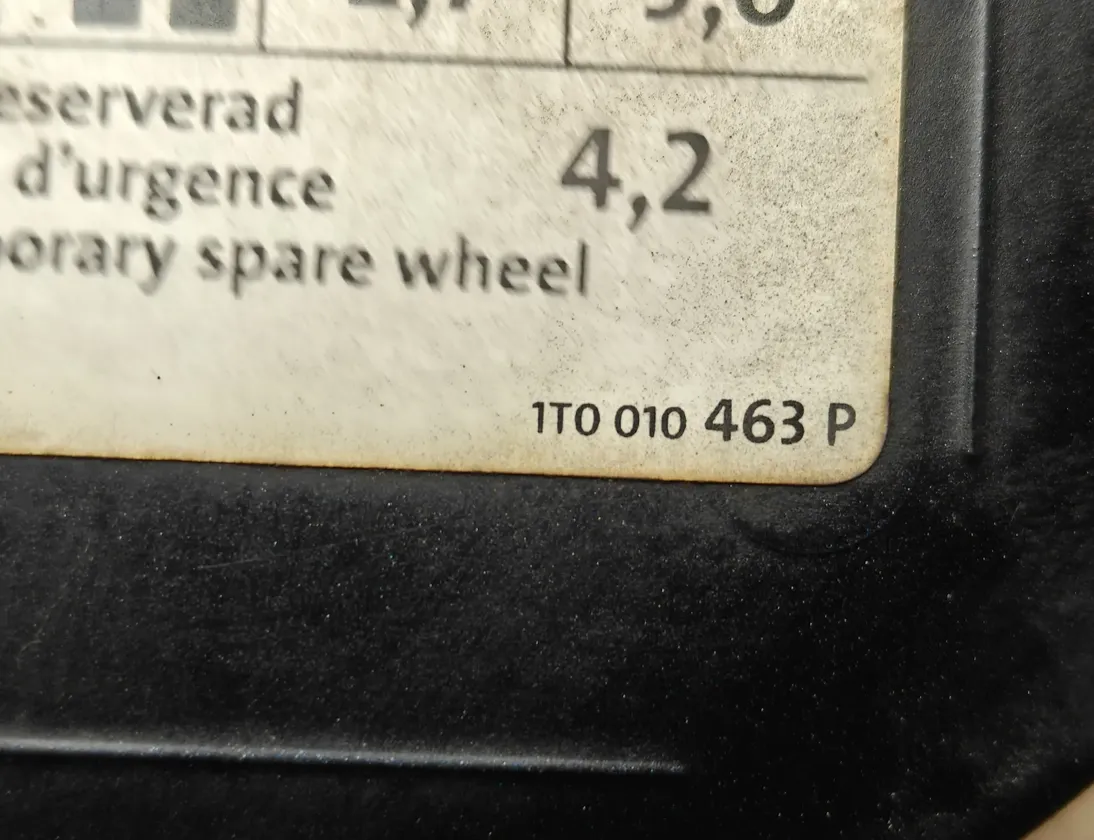 eserverad
d'urgence 4,2
orary spare wheel
1T0 010 463 P